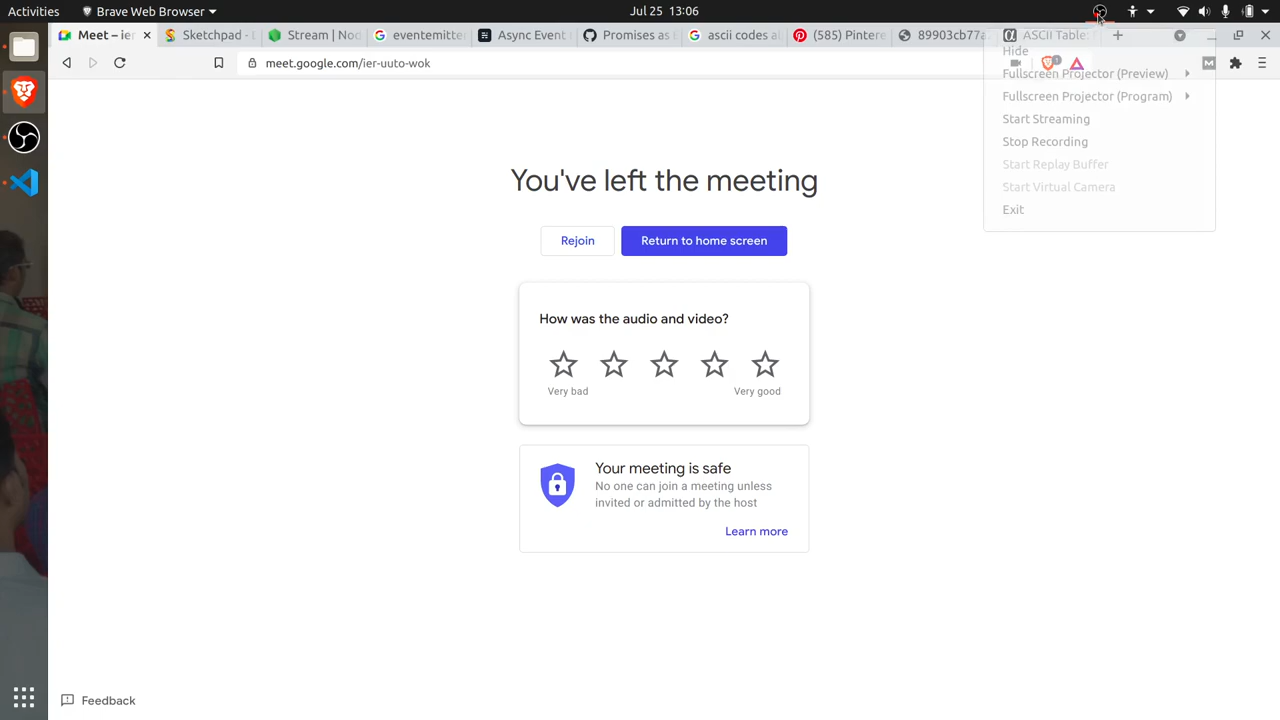 Activities
Brave Web Browser
Jul 25 13:06
Meet – ier
Sketchpad -
Stream | Nod
eventemitte
Async Event
Promises as E
ascii codes a
(585) Pintere
89903cb77a
ASCII Table:
meet.google.com/ier-uuto-wok
1
M
Hide
Fullscreen Projector (Preview)
Fullscreen Projector (Program)
Start Streaming
Stop Recording
Start Replay Buffer
Start Virtual Camera
Exit
You've left the meeting
Rejoin
Return to home screen
How was the audio and video?
Very bad
Very good
Your meeting is safe
No one can join a meeting unless
invited or admitted by the host
Learn more
Feedback